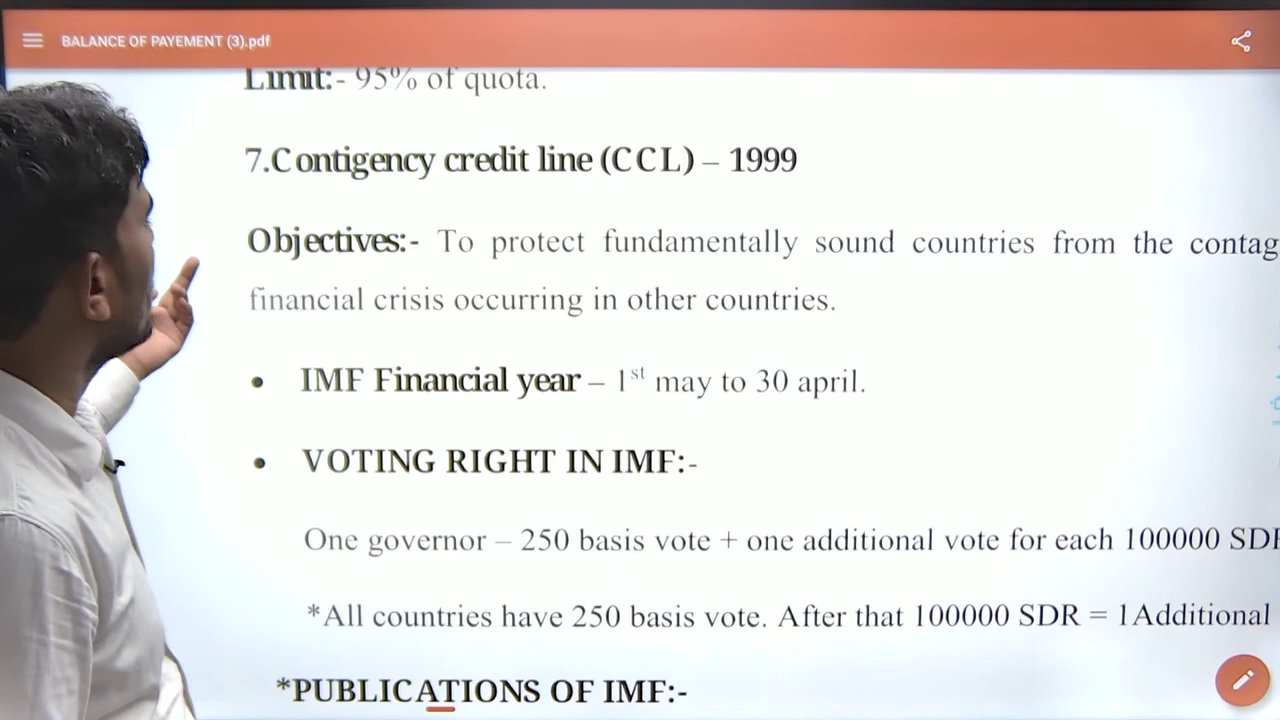 BALANCE OF PAYEMENT (3).pdf
Limit:- 95% of quota.
7.Contigency credit line (CCL) – 1999
Objectives:- To protect fundamentally sound countries from the
financial crisis occurring in other countries.
• IMF Financial year – 1st may to 30 april.
• VOTING RIGHT IN IMF:-
One governor – 250 basis vote + one additional vote for each 100000
*All countries have 250 basis vote. After that 100000 SDR = 1Additional
*PUBLICATIONS OF IMF:-